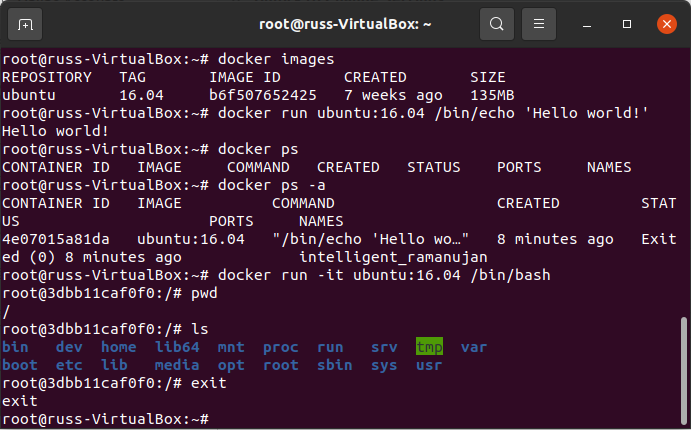 root@russ-VirtualBox: ~
root@russ-VirtualBox:~# docker images
REPOSITORY   TAG       IMAGE ID       CREATED       SIZE
ubuntu       16.04     b6f507652425   7 weeks ago   135MB
root@russ-VirtualBox:~# docker run ubuntu:16.04 /bin/echo 'Hello world!'
Hello world!
root@russ-VirtualBox:~# docker ps
CONTAINER ID   IMAGE     COMMAND   CREATED   STATUS    PORTS     NAMES
root@russ-VirtualBox:~# docker ps -a
CONTAINER ID   IMAGE          COMMAND                  CREATED         STAT
US                     PORTS     NAMES
4e07015a81da   ubuntu:16.04   "/bin/echo 'Hello wo…"   8 minutes ago   Exit
ed (0) 8 minutes ago             intelligent_ramanujan
root@russ-VirtualBox:~# docker run -it ubuntu:16.04 /bin/bash
root@3dbb11caf0f0:/# pwd
/
root@3dbb11caf0f0:/# ls
bin   dev  home  lib64  mnt  proc  run   srv  tmp  var
boot  etc  lib   media  opt  root  sbin  sys  usr
root@3dbb11caf0f0:/# exit
exit
root@russ-VirtualBox:~#